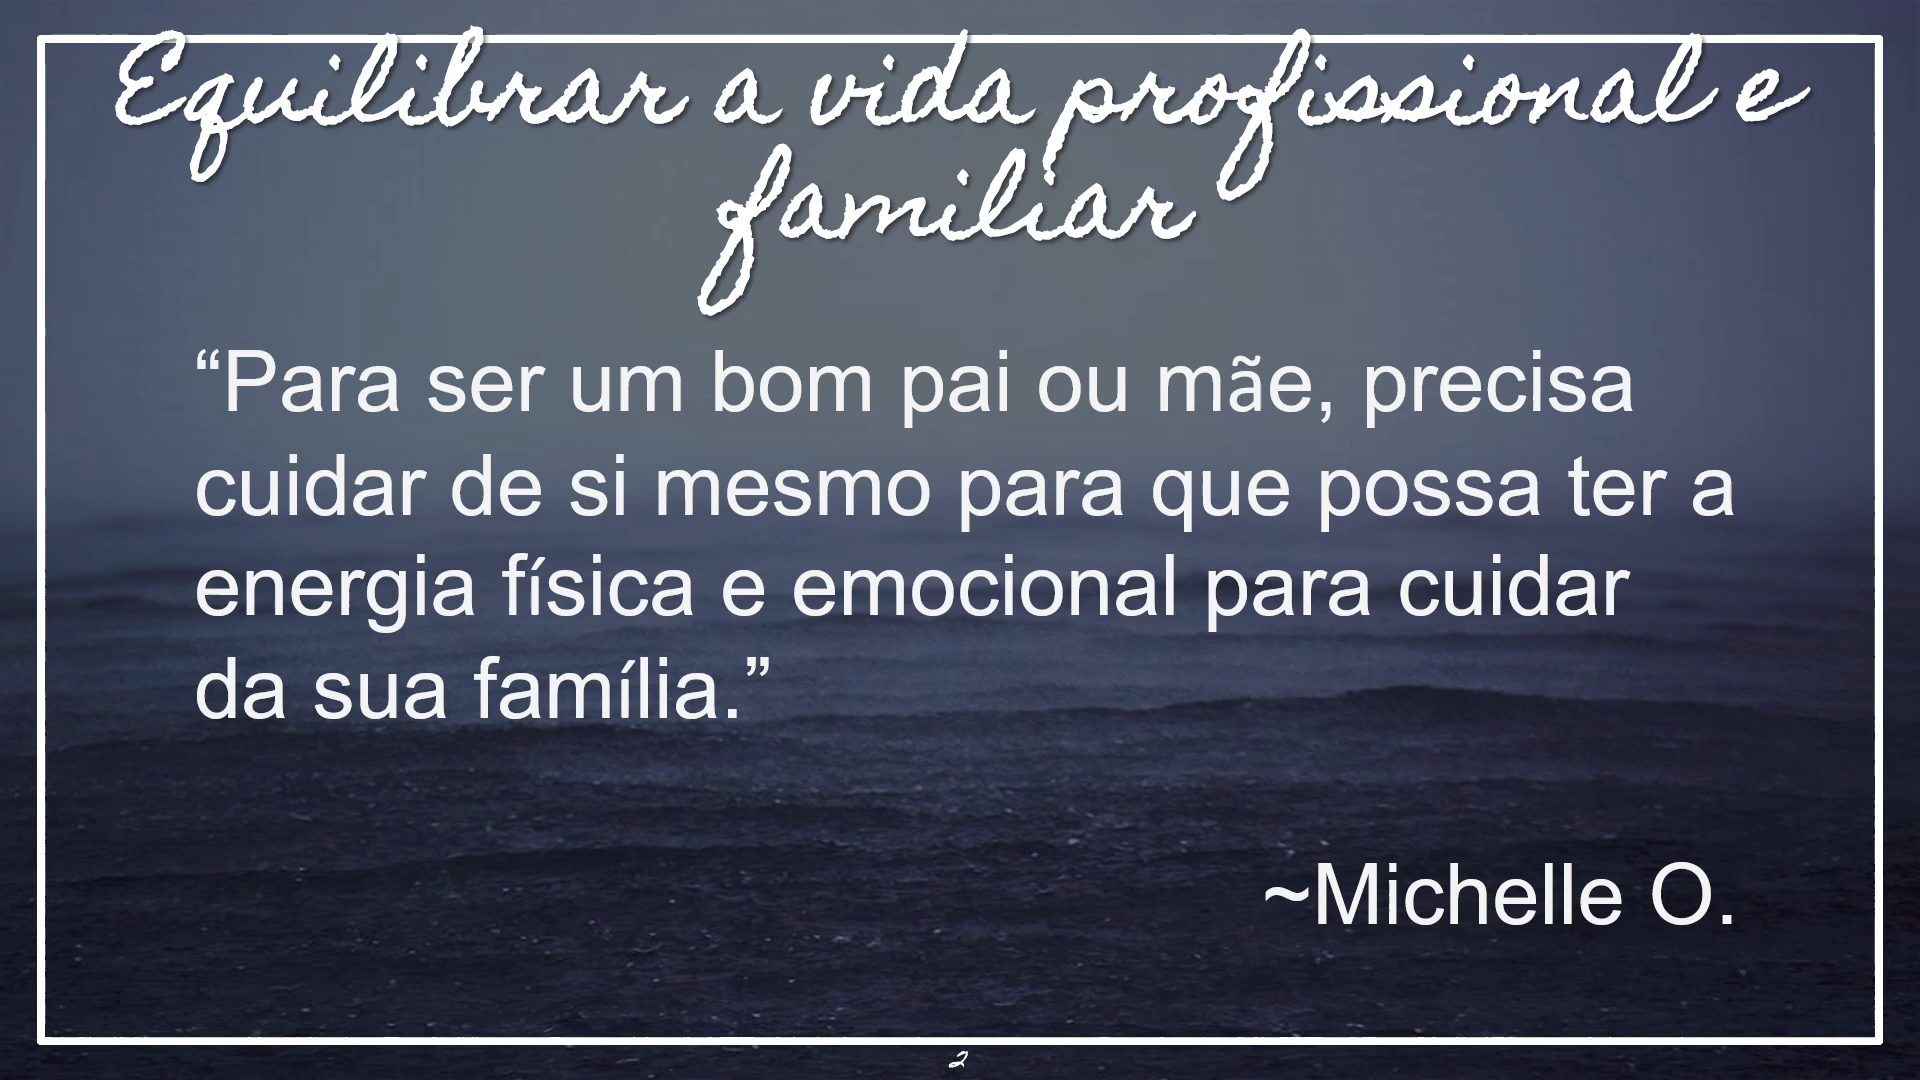 Equilibrar a vida profissional e
familiar
“Para ser um bom pai ou mãe, precisa
cuidar de si mesmo para que possa ter a
energia física e emocional para cuidar
da sua família.”
~Michelle O.
2